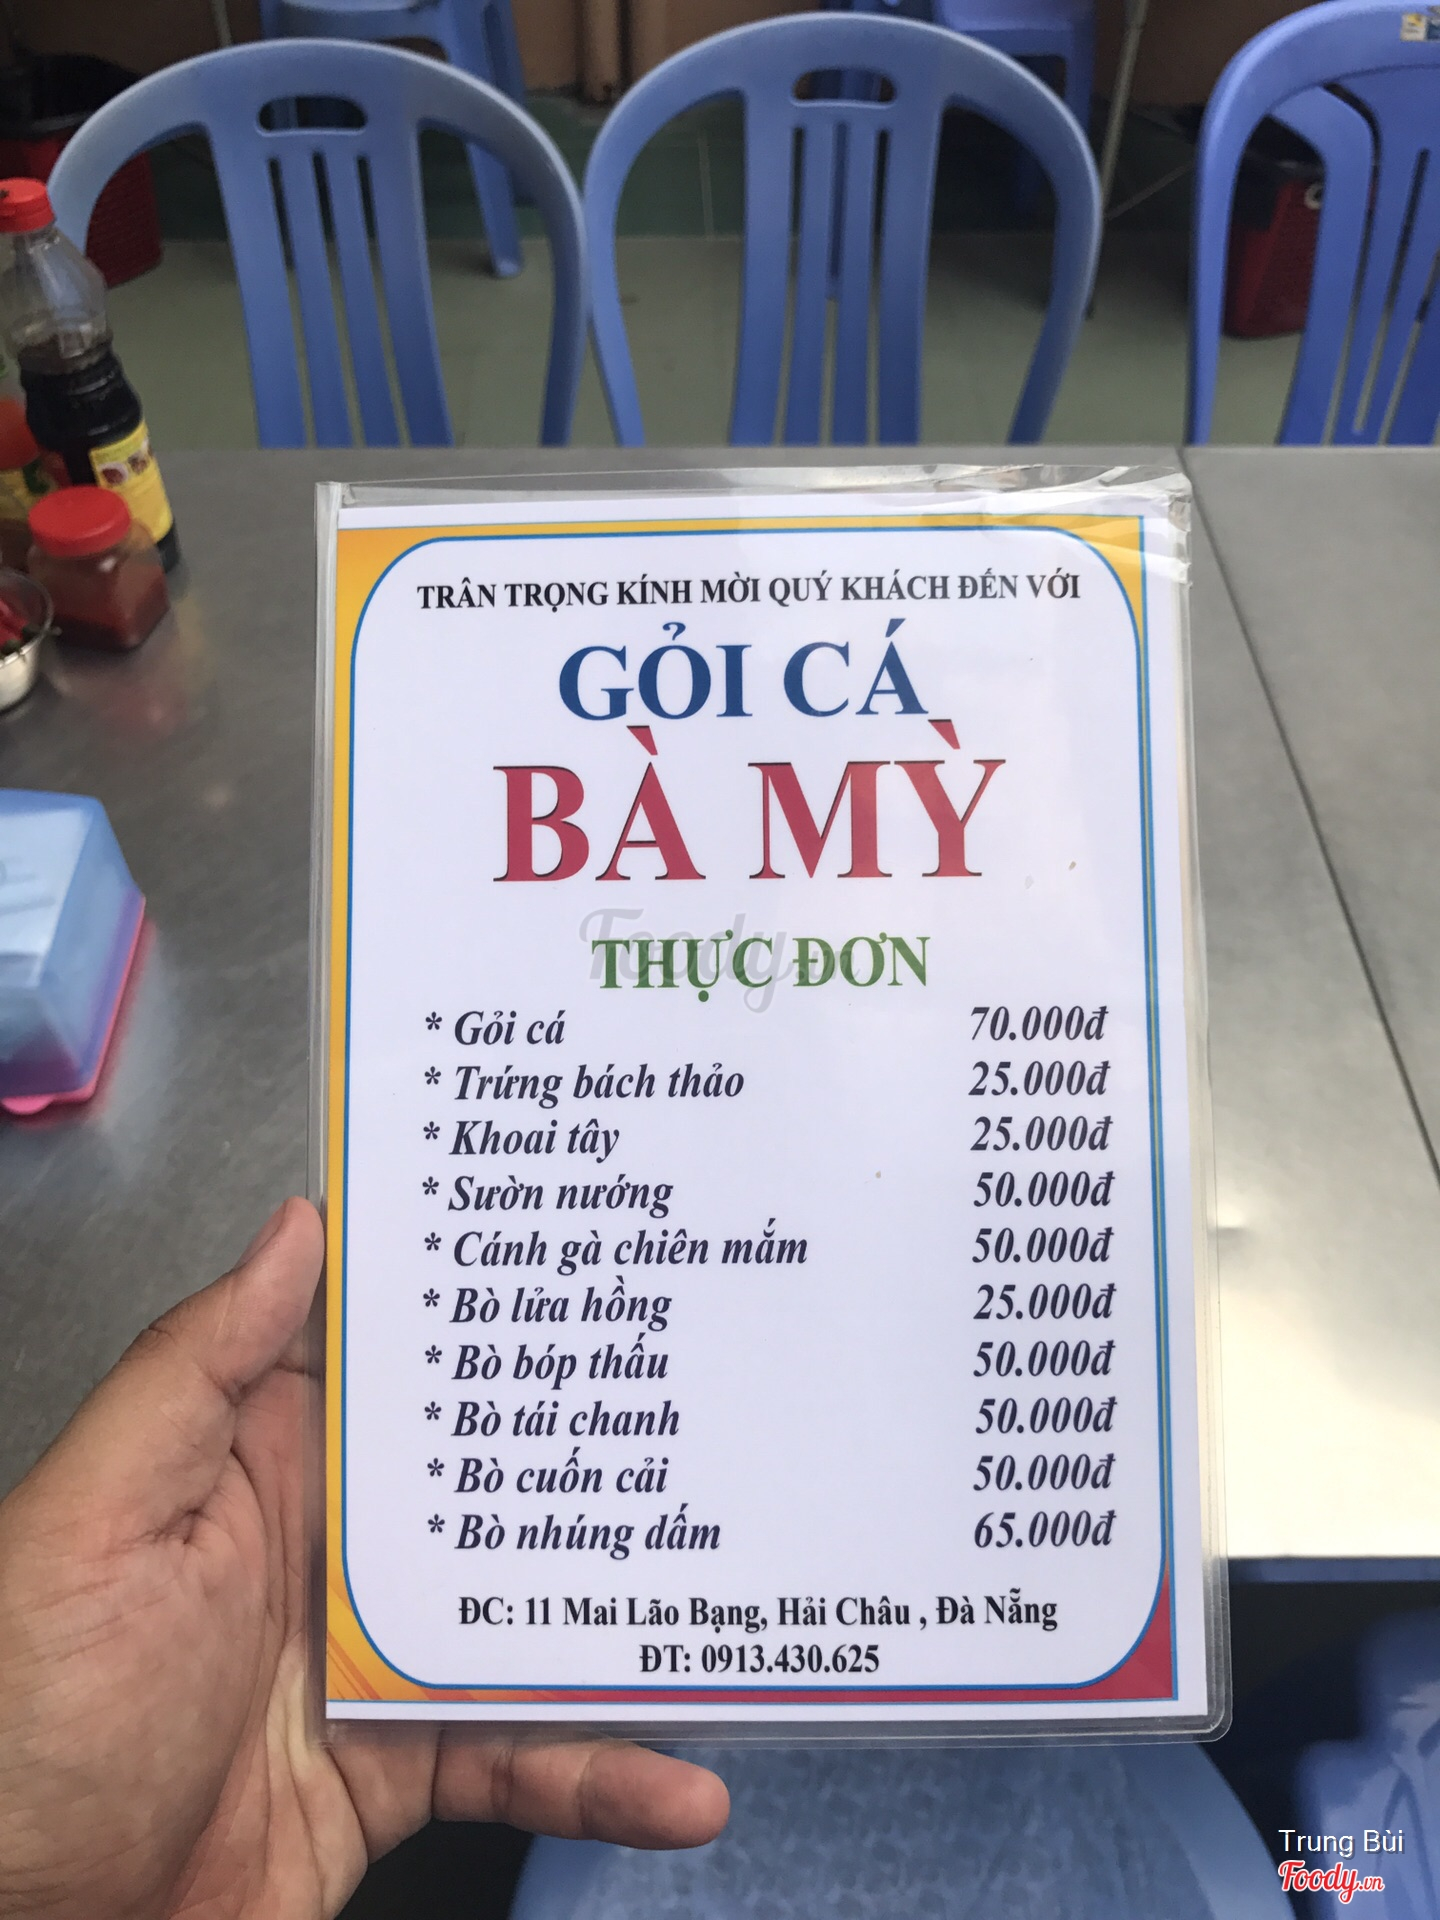 TRÂN TRỌNG KÍNH MỜI QUÝ KHÁCH ĐẾN VỚI
GỎI CÁ
BÀ MỲ
Foody.vn
THỰC ĐƠN
* Gỏi cá 70.000đ
* Trứng bách thảo 25.000đ
* Khoai tây 25.000đ
* Sườn nướng 50.000đ
* Cánh gà chiên mắm 50.000đ
* Bò lửa hồng 25.000đ
* Bò bóp thấu 50.000đ
* Bò tái chanh 50.000đ
* Bò cuốn cải 50.000đ
* Bò nhúng dấm 65.000đ
ĐC: 11 Mai Lão Bạng, Hải Châu , Đà Nẵng
ĐT: 0913.430.625
Trung Bùi
Foody.vn